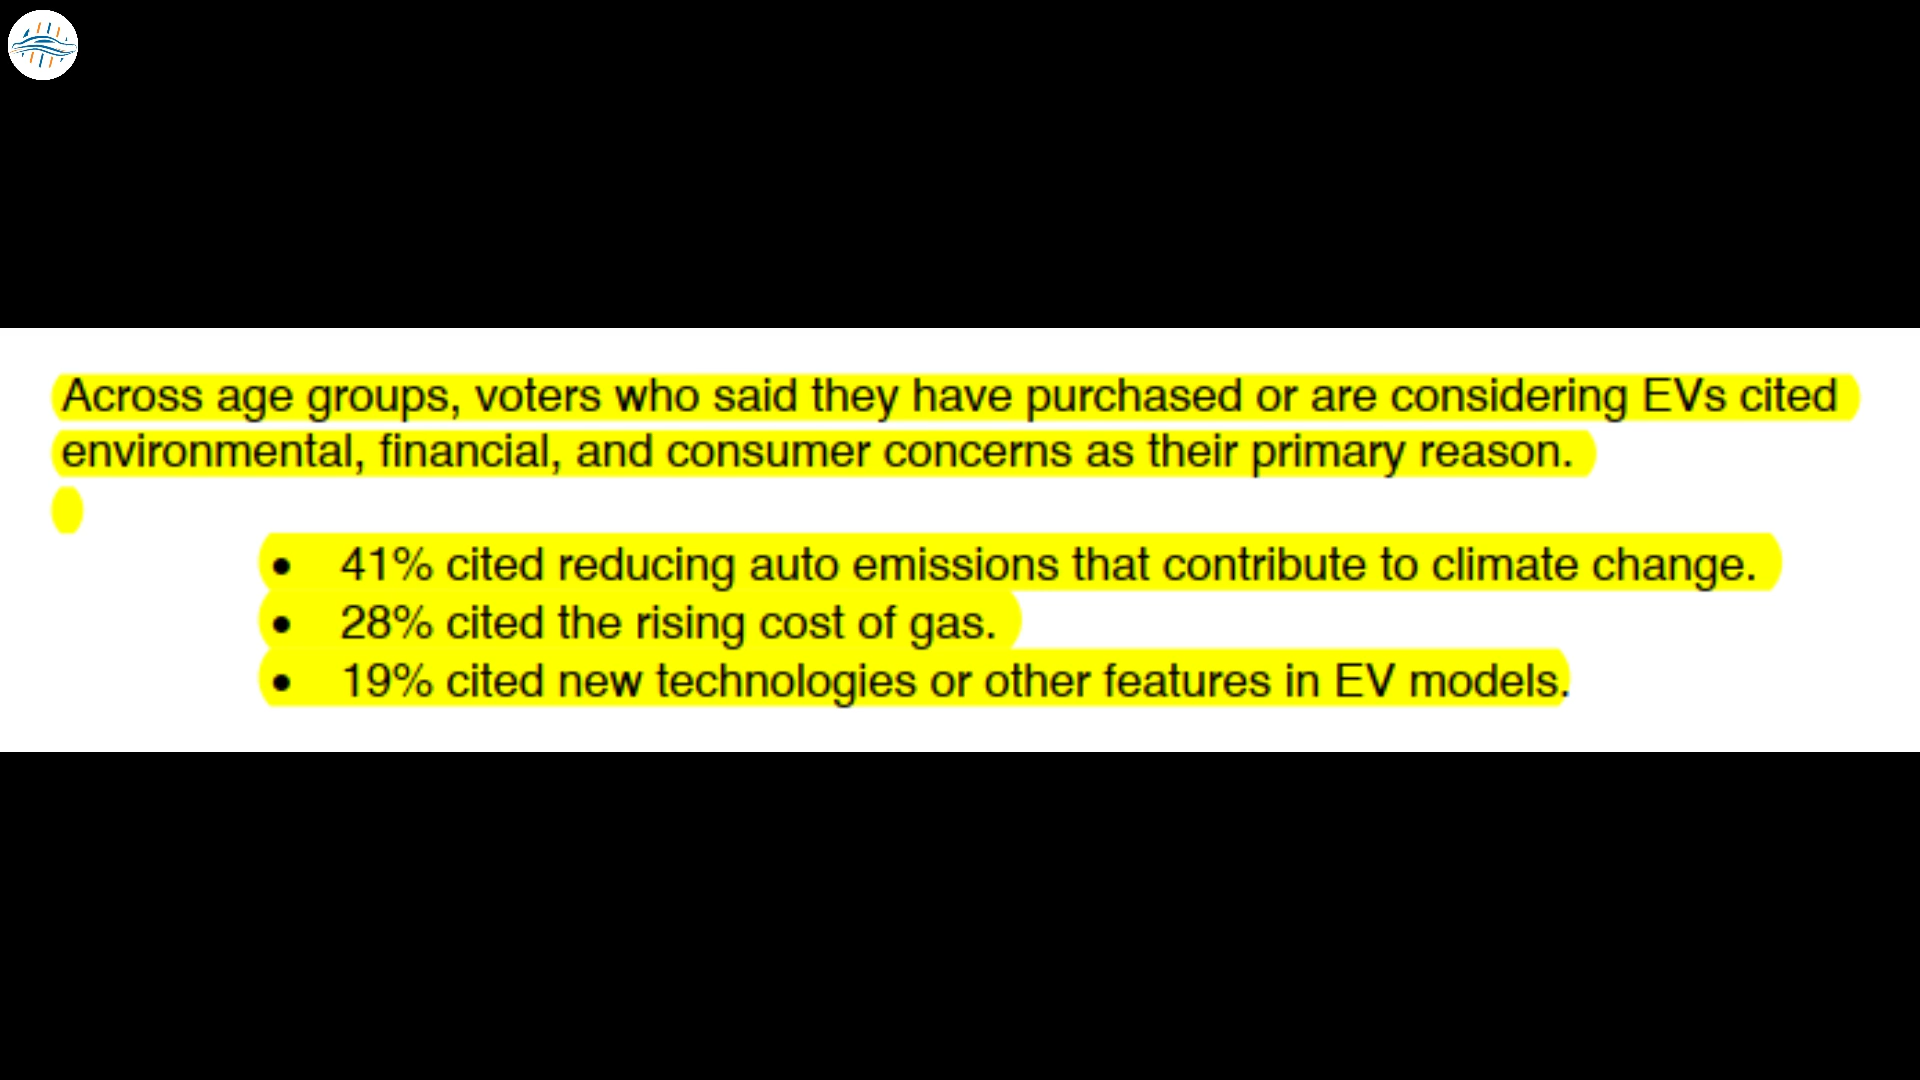 Across age groups, voters who said they have purchased or are considering EVs cited
environmental, financial, and consumer concerns as their primary reason.
• 41% cited reducing auto emissions that contribute to climate change.
• 28% cited the rising cost of gas.
• 19% cited new technologies or other features in EV models.